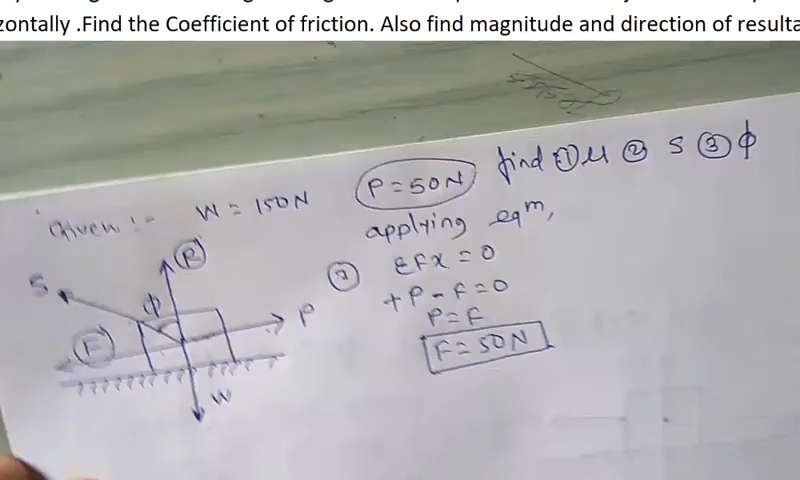 zontally .Find the Coefficient of friction. Also find magnitude and direction of resulta
Given :- W = 150N P = 50N find ① μ ② S ③ ϕ
applying eqm,
ΣFX = 0
+P - F = 0
P = F
F = 50N
R
S
ϕ
P
F
W